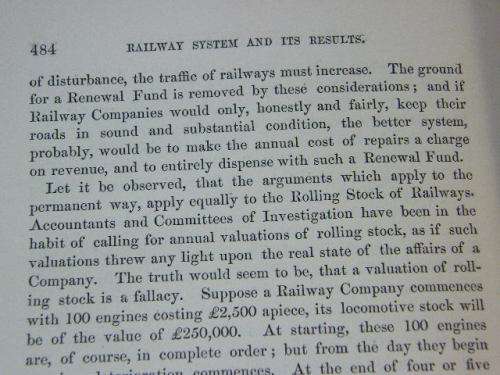 484 RAILWAY SYSTEM AND ITS RESULTS.
of disturbance, the traffic of railways must increase. The ground
for a Renewal Fund is removed by these considerations; and if
Railway Companies would only, honestly and fairly, keep their
roads in sound and substantial condition, the better system,
probably, would be to make the annual cost of repairs a charge
on revenue, and to entirely dispense with such a Renewal Fund.
Let it be observed, that the arguments which apply to the
permanent way, apply equally to the Rolling Stock of Railways.
Accountants and Committees of Investigation have been in the
habit of calling for annual valuations of rolling stock, as if such
valuations threw any light upon the real state of the affairs of a
Company. The truth would seem to be, that a valuation of roll-
ing stock is a fallacy. Suppose a Railway Company commences
with 100 engines costing £2,500 apiece, its locomotive stock will
be of the value of £250,000. At starting, these 100 engines
are, of course, in complete order; but from the day they begin
commences. At the end of four or five